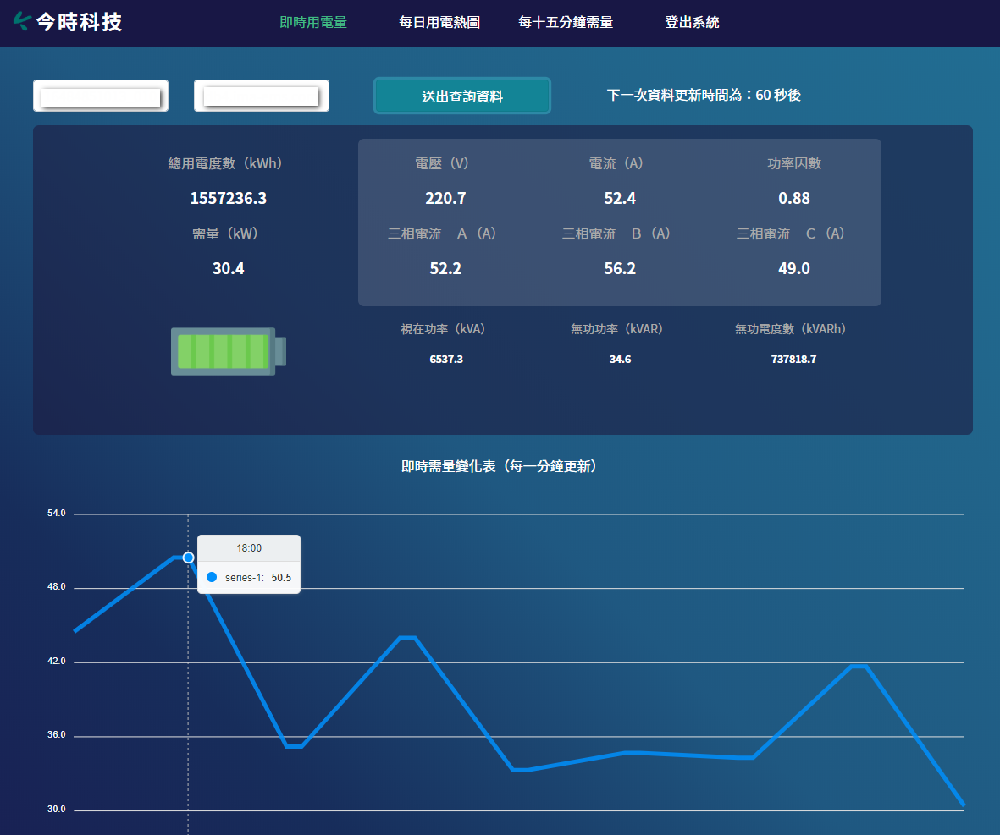 今時科技
即時用電量 每日用電熱圖 每十五分鐘需量 登出系統
送出查詢資料 下一次資料更新時間為：60 秒後
總用電度數（kWh） 電壓（V） 電流（A） 功率因數
1557236.3 220.7 52.4 0.88
需量（kW） 三相電流－Ａ（A） 三相電流－Ｂ（A） 三相電流－Ｃ（A）
30.4 52.2 56.2 49.0
視在功率（kVA） 無功功率（kVAR） 無功電度數（kVARh）
6537.3 34.6 737818.7
即時需量變化表（每一分鐘更新）
54.0
18:00
series-1: 50.5
48.0
42.0
36.0
30.0